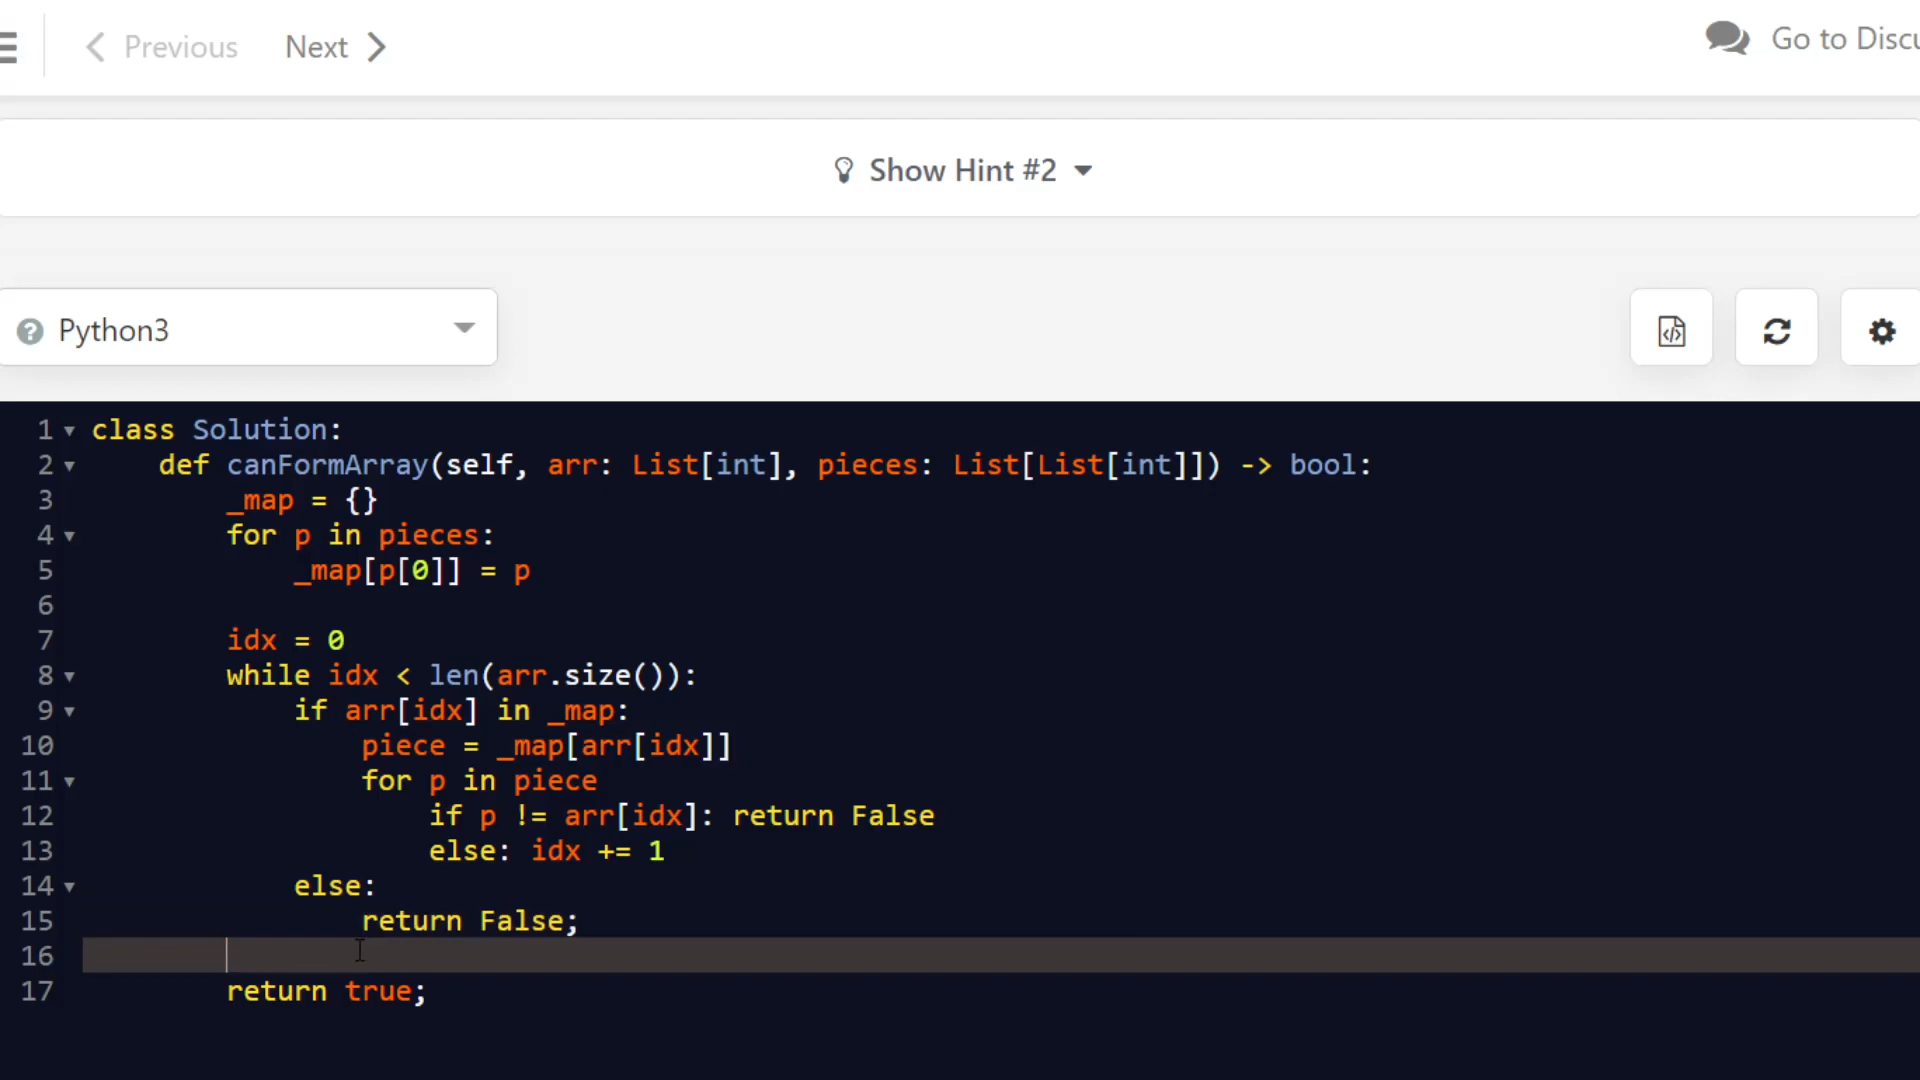 Previous Next Go to Discu
Show Hint #2
Python3
1 class Solution:
2 def canFormArray(self, arr: List[int], pieces: List[List[int]]) -> bool:
3 _map = {}
4 for p in pieces:
5 _map[p[0]] = p
6
7 idx = 0
8 while idx < len(arr.size()):
9 if arr[idx] in _map:
10 piece = _map[arr[idx]]
11 for p in piece
12 if p != arr[idx]: return False
13 else: idx += 1
14 else:
15 return False;
16
17 return true;